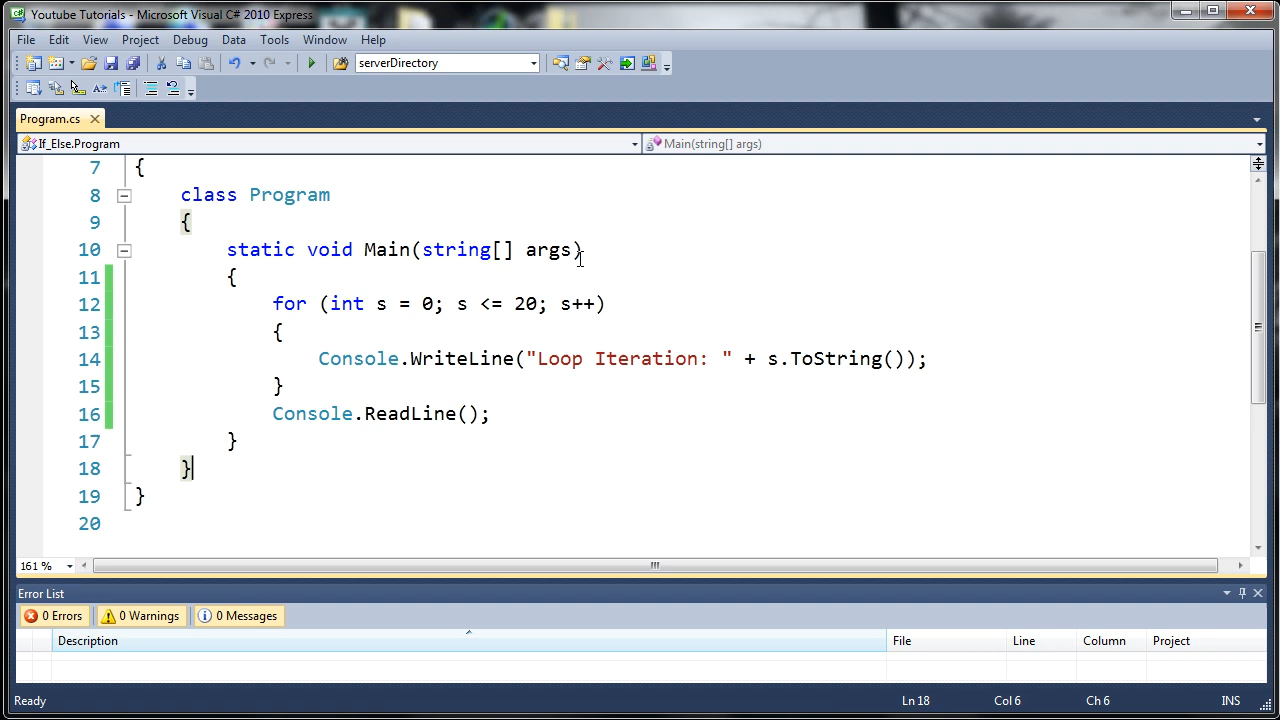 Youtube Tutorials - Microsoft Visual C# 2010 Express
File Edit View Project Debug Data Tools Window Help
serverDirectory
Program.cs
If_Else.Program Main(string[] args)
7 {
8 class Program
9 {
10 static void Main(string[] args)
11 {
12 for (int s = 0; s <= 20; s++)
13 {
14 Console.WriteLine("Loop Iteration: " + s.ToString());
15 }
16 Console.ReadLine();
17 }
18 }
19 }
20
161 %
Error List
0 Errors 0 Warnings 0 Messages
Description File Line Column Project
Ready Ln 18 Col 6 Ch 6 INS